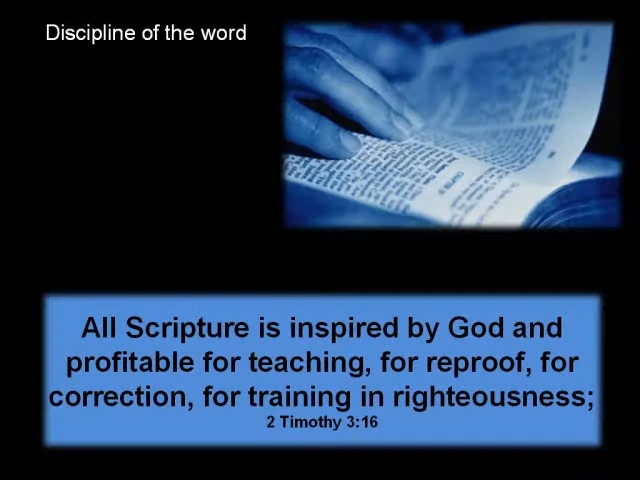 Discipline of the word
All Scripture is inspired by God and
profitable for teaching, for reproof, for
correction, for training in righteousness;
2 Timothy 3:16